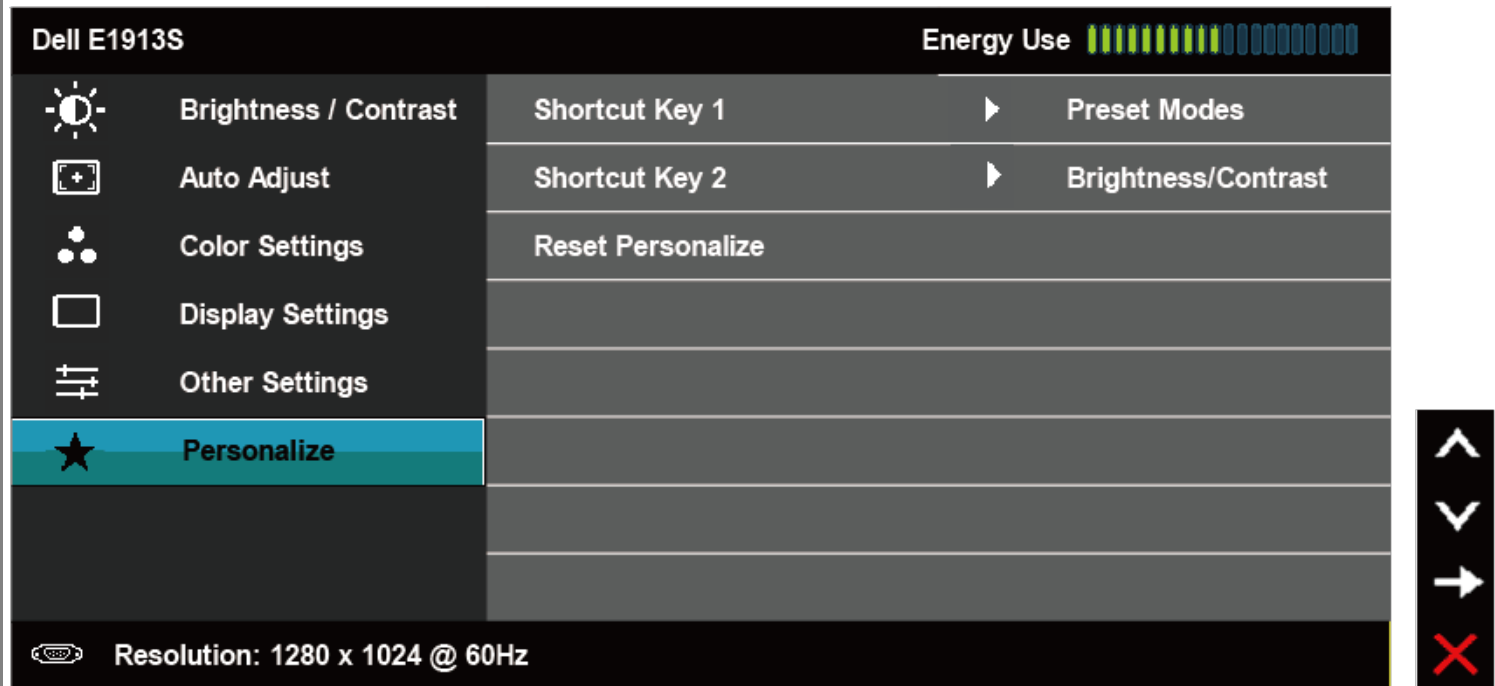 Dell E1913S Energy Use
Brightness / Contrast Shortcut Key 1 Preset Modes
Auto Adjust Shortcut Key 2 Brightness/Contrast
Color Settings Reset Personalize
Display Settings
Other Settings
Personalize
Resolution: 1280 x 1024 @ 60Hz